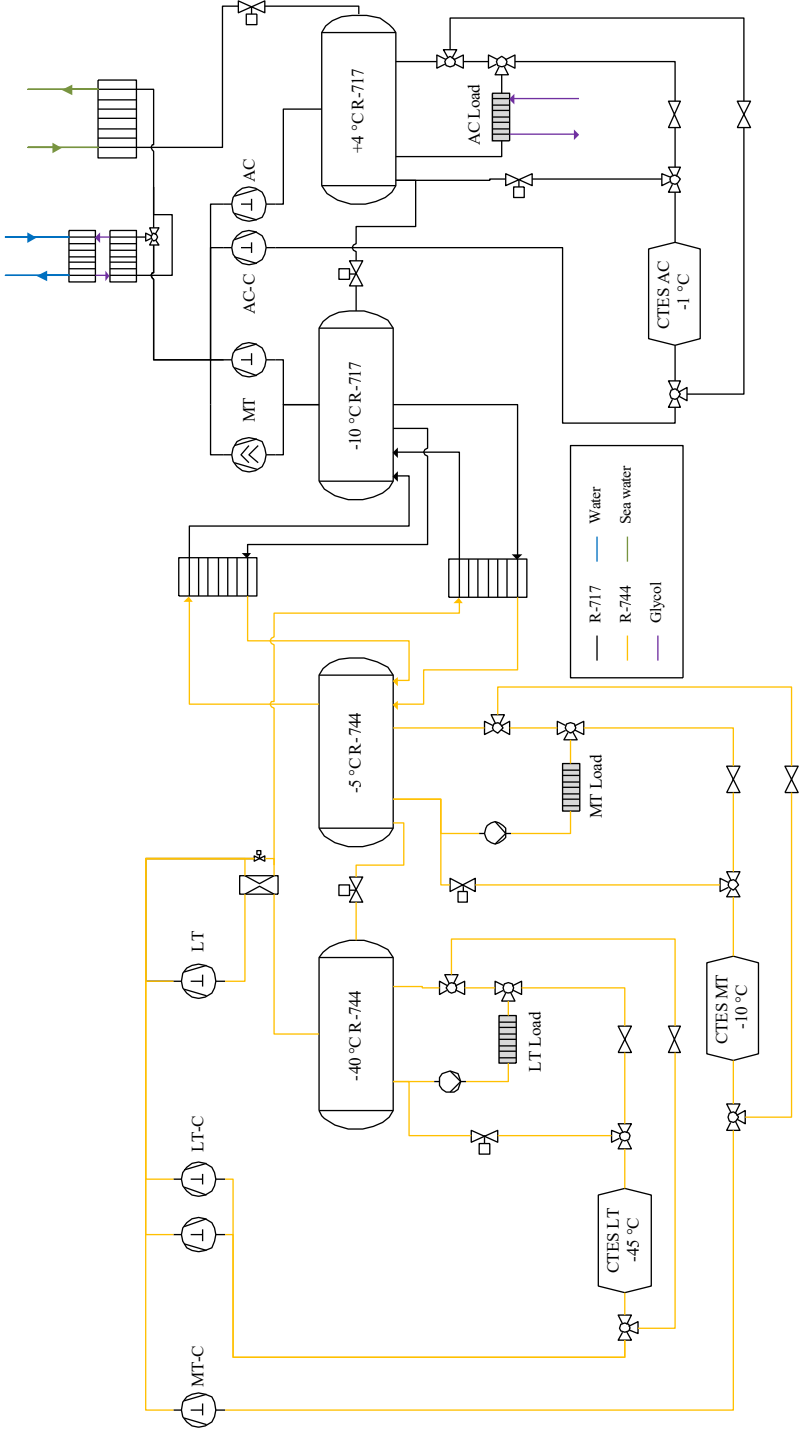 MT-C
LT-C
LT
MT
AC-C
AC
-40 °C R-744
-5 °C R-744
-10 °C R-717
+4 °C R-717
LT Load
MT Load
AC Load
CTES LT
-45 °C
CTES MT
-10 °C
CTES AC
-1 °C
R-717
Water
R-744
Sea water
Glycol